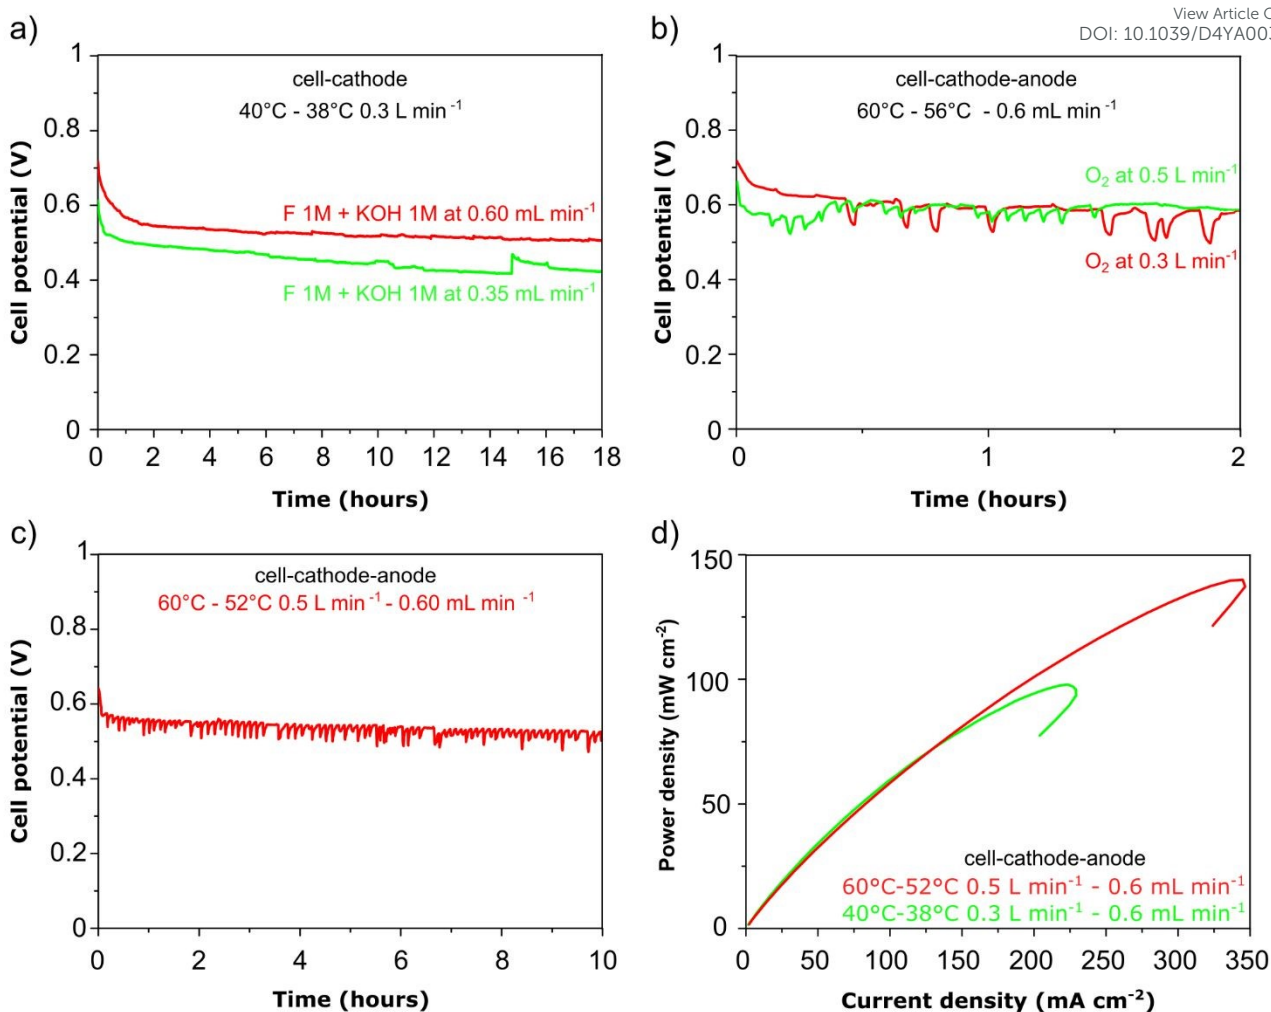 View Article O
DOI: 10.1039/D4YA003
a)
1
0.8
0.6
0.4
0.2
0
Cell potential (V)
cell-cathode
40°C - 38°C 0.3 L min⁻¹
F 1M + KOH 1M at 0.60 mL min⁻¹
F 1M + KOH 1M at 0.35 mL min⁻¹
0 2 4 6 8 10 12 14 16 18
Time (hours)
b)
1
0.8
0.6
0.4
0.2
0
Cell potential (V)
cell-cathode-anode
60°C - 56°C - 0.6 mL min⁻¹
O₂ at 0.5 L min⁻¹
O₂ at 0.3 L min⁻¹
0 1 2
Time (hours)
c)
1
0.8
0.6
0.4
0.2
0
Cell potential (V)
cell-cathode-anode
60°C - 52°C 0.5 L min⁻¹ - 0.60 mL min⁻¹
0 2 4 6 8 10
Time (hours)
d)
150
100
50
0
Power density (mW cm⁻²)
cell-cathode-anode
60°C-52°C 0.5 L min⁻¹ - 0.6 mL min⁻¹
40°C-38°C 0.3 L min⁻¹ - 0.6 mL min⁻¹
0 50 100 150 200 250 300 350
Current density (mA cm⁻²)